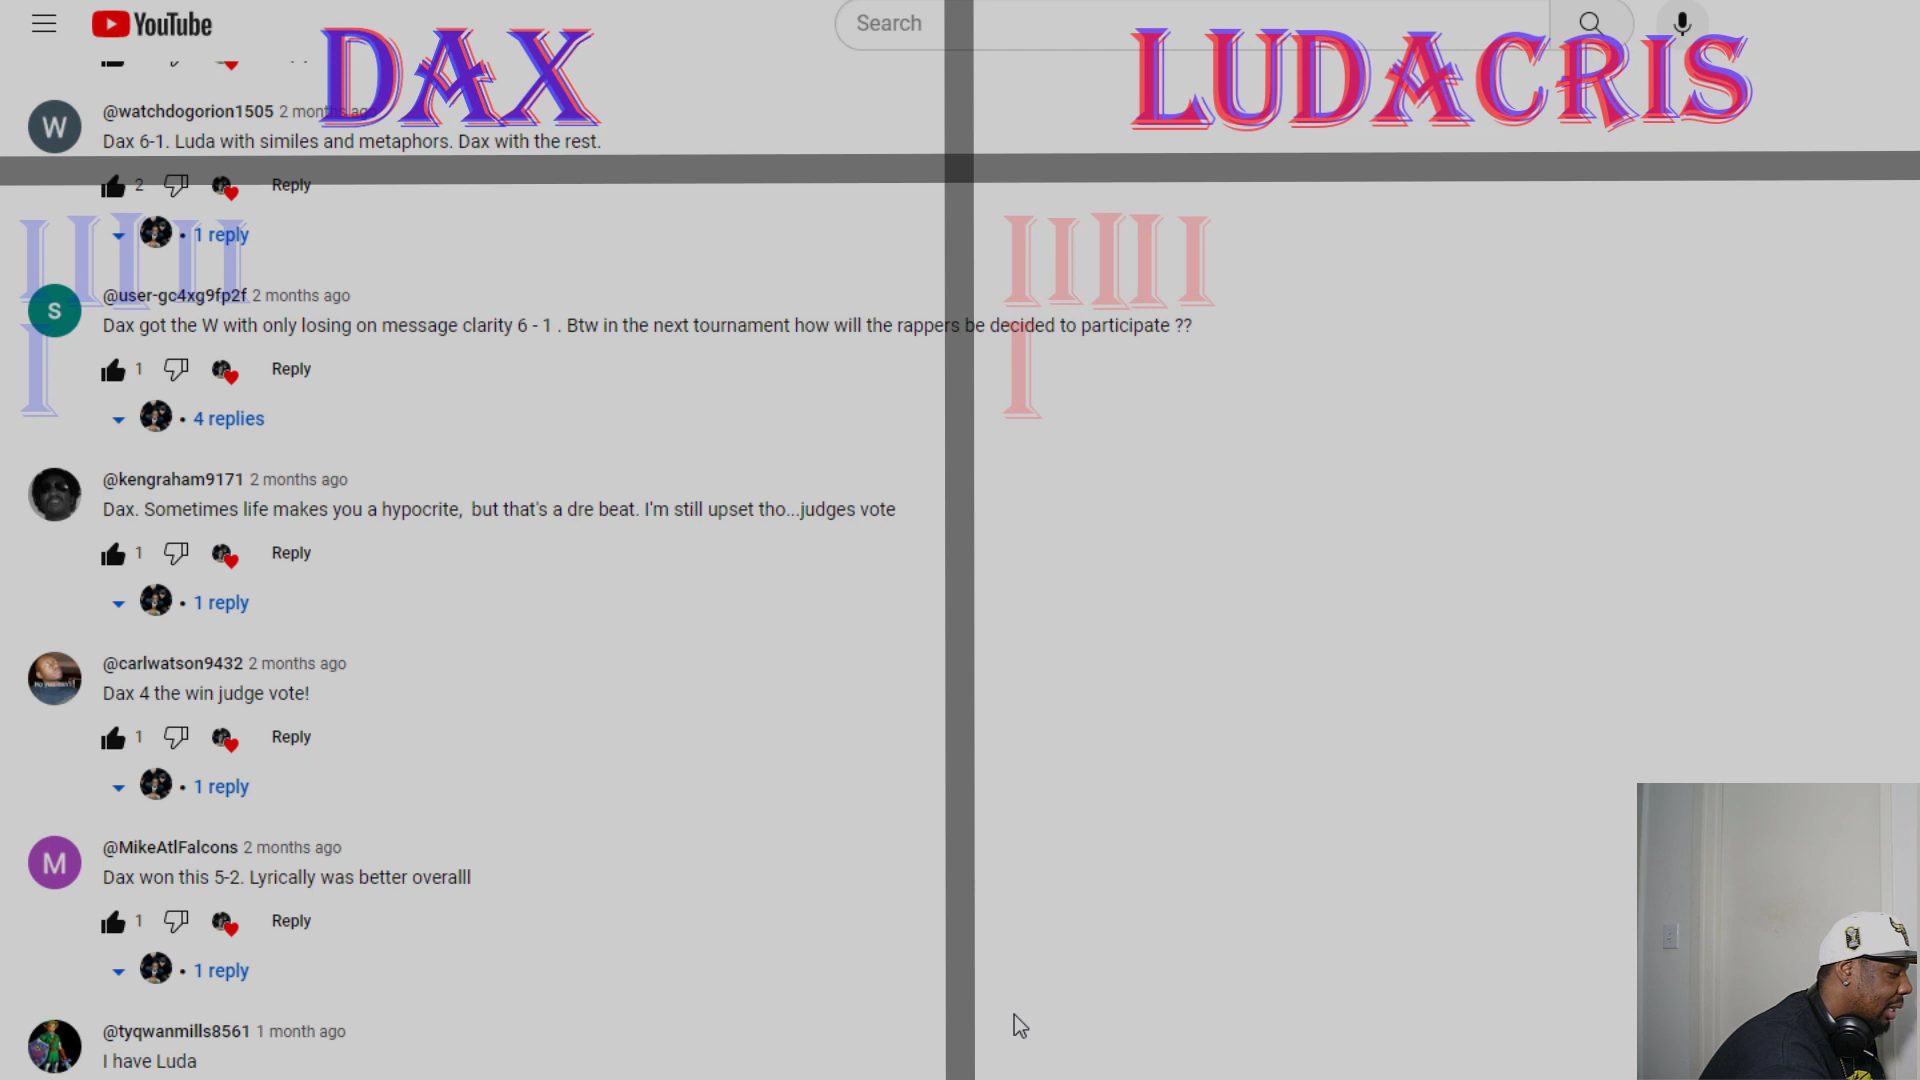 YouTube
Search
DAX
LUDACRIS
@watchdogorion1505 2 months ago
Dax 6-1. Luda with similes and metaphors. Dax with the rest.
2 Reply
1 reply
IIIII
IIIII
@user-gc4xg9fp2f 2 months ago
Dax got the W with only losing on message clarity 6 - 1 . Btw in the next tournament how will the rappers be decided to participate ??
I
I
1 Reply
4 replies
@kengraham9171 2 months ago
Dax. Sometimes life makes you a hypocrite, but that's a dre beat. I'm still upset tho...judges vote
1 Reply
1 reply
@carlwatson9432 2 months ago
Dax 4 the win judge vote!
1 Reply
1 reply
@MikeAtlFalcons 2 months ago
Dax won this 5-2. Lyrically was better overalll
1 Reply
1 reply
@tyqwanmills8561 1 month ago
I have Luda